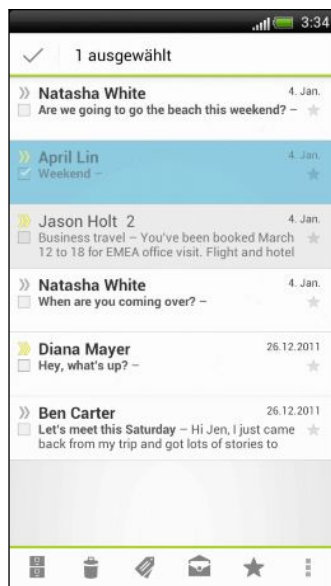 3:34
1 ausgewählt
Natasha White 4. Jan.
Are we going to go the beach this weekend? –
April Lin 4. Jan.
Weekend –
Jason Holt 2 4. Jan.
Business travel – You've been booked March
12 to 18 for EMEA office visit. Flight and hotel
Natasha White 4. Jan.
When are you coming over? –
Diana Mayer 26.12.2011
Hey, what's up? –
Ben Carter 26.12.2011
Let's meet this Saturday – Hi Jen, I just came
back from my trip and got lots of stories to